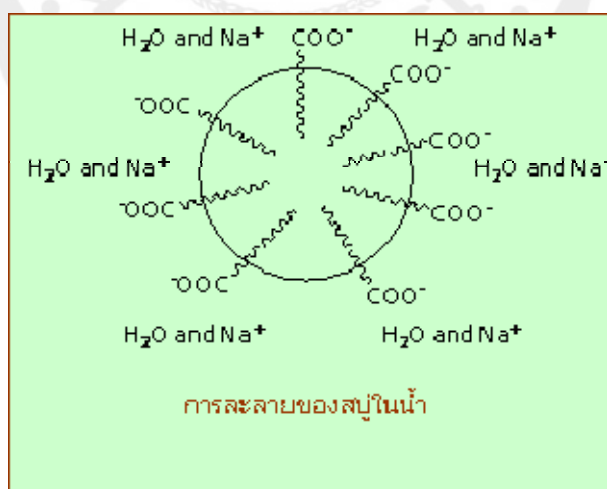 H₂O and Na⁺ COO⁻ H₂O and Na⁺
COO⁻
⁻OOC
COO⁻
H₂O and Na⁺ H₂O and Na⁺
⁻OOC COO⁻
⁻OOC COO⁻
H₂O and Na⁺ H₂O and Na⁺
การละลายของสบู่ในน้ำ